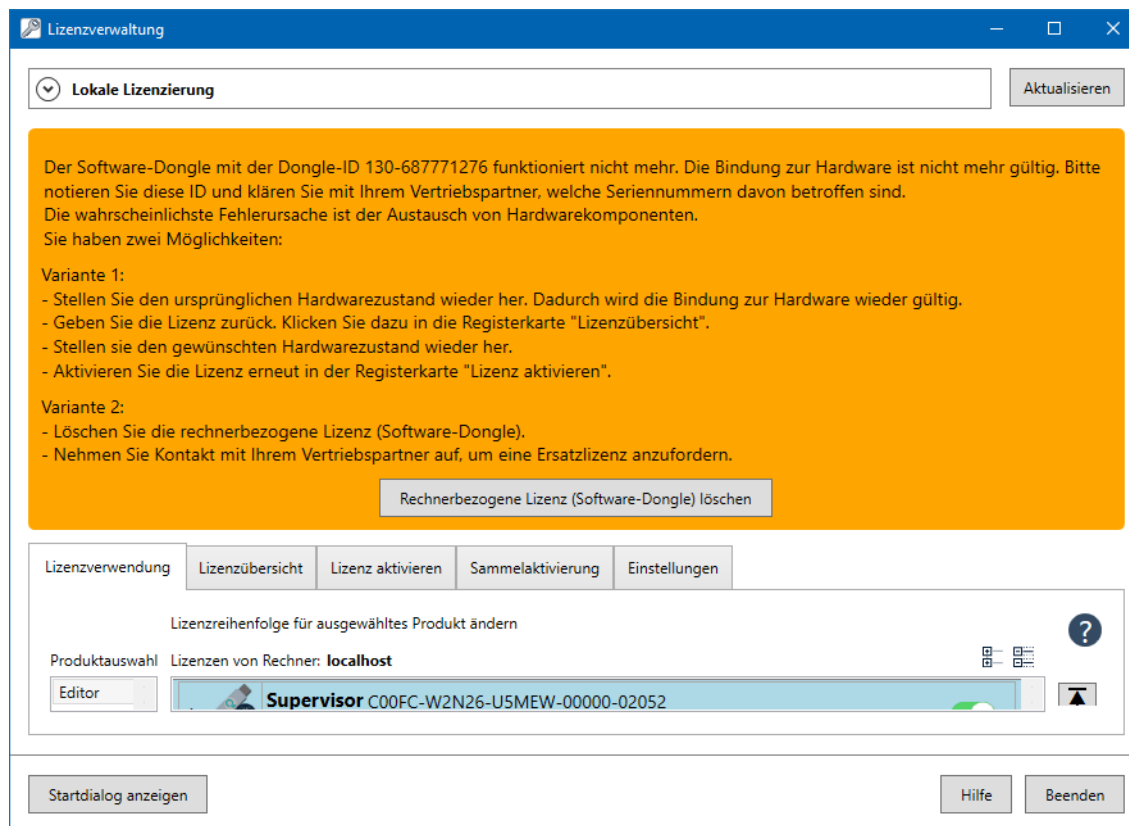 Lizenzverwaltung
Lokale Lizenzierung
Aktualisieren
Der Software-Dongle mit der Dongle-ID 130-687771276 funktioniert nicht mehr. Die Bindung zur Hardware ist nicht mehr gültig. Bitte
notieren Sie diese ID und klären Sie mit Ihrem Vertriebspartner, welche Seriennummern davon betroffen sind.
Die wahrscheinlichste Fehlerursache ist der Austausch von Hardwarekomponenten.
Sie haben zwei Möglichkeiten:
Variante 1:
- Stellen Sie den ursprünglichen Hardwarezustand wieder her. Dadurch wird die Bindung zur Hardware wieder gültig.
- Geben Sie die Lizenz zurück. Klicken Sie dazu in die Registerkarte "Lizenzübersicht".
- Stellen sie den gewünschten Hardwarezustand wieder her.
- Aktivieren Sie die Lizenz erneut in der Registerkarte "Lizenz aktivieren".
Variante 2:
- Löschen Sie die rechnerbezogene Lizenz (Software-Dongle).
- Nehmen Sie Kontakt mit Ihrem Vertriebspartner auf, um eine Ersatzlizenz anzufordern.
Rechnerbezogene Lizenz (Software-Dongle) löschen
Lizenzverwendung Lizenzübersicht Lizenz aktivieren Sammelaktivierung Einstellungen
Lizenzreihenfolge für ausgewähltes Produkt ändern
?
Produktauswahl Lizenzen von Rechner: localhost
Editor
Supervisor C00FC-W2N26-U5MEW-00000-02052
Startdialog anzeigen
Hilfe
Beenden